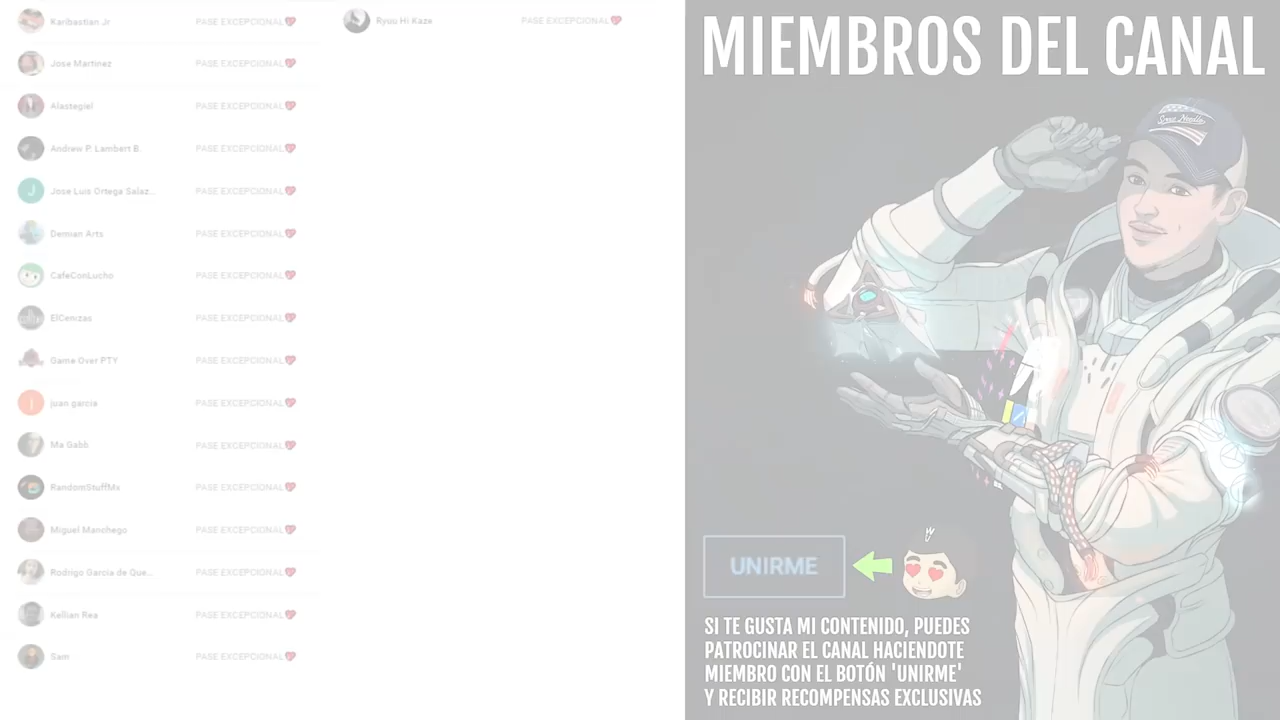 Karibastian Jr PASE EXCEPCIONAL
Jose Martinez PASE EXCEPCIONAL
Alastegiel PASE EXCEPCIONAL
Andrew P. Lambert B. PASE EXCEPCIONAL
Jose Luis Ortega Salaz... PASE EXCEPCIONAL
J
Demian Arts PASE EXCEPCIONAL
CafeConLucho PASE EXCEPCIONAL
ElCenizas PASE EXCEPCIONAL
Game Over PTY PASE EXCEPCIONAL
juan garcia PASE EXCEPCIONAL
Ma Gabb PASE EXCEPCIONAL
RandomStuffMx PASE EXCEPCIONAL
Miguel Manchego PASE EXCEPCIONAL
Rodrigo Garcia de Que... PASE EXCEPCIONAL
Kellian Rea PASE EXCEPCIONAL
Sam PASE EXCEPCIONAL
Ryuu Hi Kaze PASE EXCEPCIONAL
MIEMBROS DEL CANAL
UNIRME
SI TE GUSTA MI CONTENIDO, PUEDES
PATROCINAR EL CANAL HACIENDOTE
MIEMBRO CON EL BOTÓN 'UNIRME'
Y RECIBIR RECOMPENSAS EXCLUSIVAS